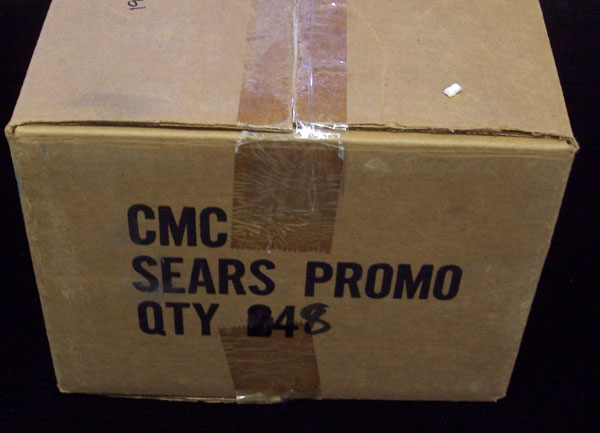 CMC
SEARS PROMO
QTY 248